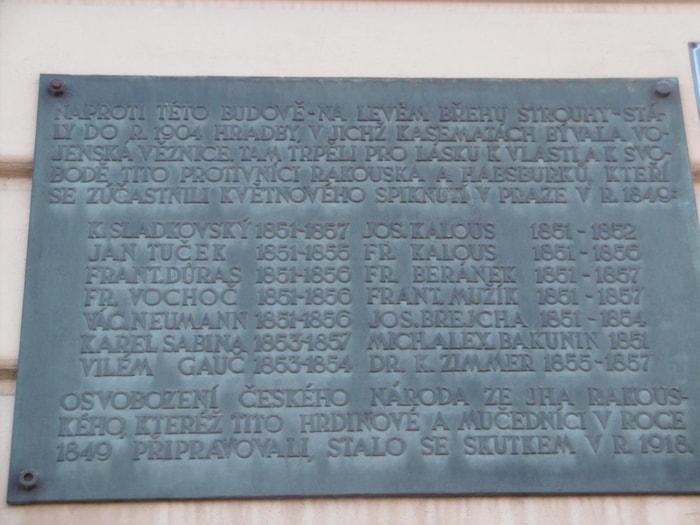 NAPROTI TÉTO BUDOVĚ-NA LEVÉM BŘEHU STROUHY-STÁ-
LY DO R. 1904 HRADBY, V JICHŽ KASEMATÁCH BÝVALA VO-
JENSKÁ VĚZNICE. TAM TRPĚLI PRO LÁSKU K VLASTI A K SVO-
BODĚ TITO PROTIVNÍCI RAKOUSKA A HABSBURKŮ, KTEŘÍ
SE ZÚČASTNILI KVĚTNOVÉHO SPIKNUTÍ V PRAZE V R. 1849:
K. SLADKOVSKÝ 1851-1857 JOS. KALOUS 1851-1852
JAN TUČEK 1851-1855 FR. KALOUS 1851-1856
FRANT. DŮRAS 1851-1856 FR. BERÁNEK 1851-1857
FR. VOCHOČ 1851-1856 FRANT. MUŽÍK 1851-1857
VÁC. NEUMANN 1851-1856 JOS. BREJCHA 1851-1854
KAREL SABINA 1853-1857 MICH. ALEX. BAKUNIN 1851
VILÉM GAUČ 1853-1854 DR. K. ZIMMER 1855-1857
OSVOBOZENÍ ČESKÉHO NÁRODA ZE JHA RAKOUS-
KÉHO, KTERÉŽ TITO HRDINOVÉ A MUČEDNÍCI V ROCE
1849 PŘIPRAVOVALI, STALO SE SKUTKEM V R. 1918.